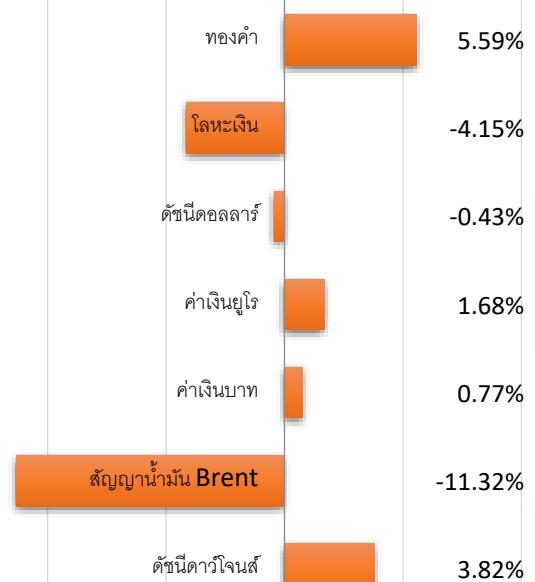 ทองคำ 5.59%
โลหะเงิน -4.15%
ดัชนีดอลลาร์ -0.43%
ค่าเงินยูโร 1.68%
ค่าเงินบาท 0.77%
สัญญาน้ำมัน Brent -11.32%
ดัชนีดาวโจนส์ 3.82%